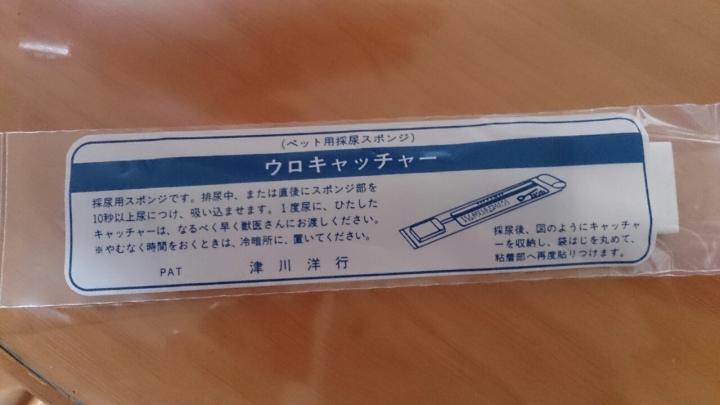 (ペット用採尿スポンジ)
ウロキャッチャー
採尿用スポンジです。排尿中、または直後にスポンジ部を
10秒以上尿につけ、吸い込ませます。1度尿に、ひたした
キャッチャーは、なるべく早く獣医さんにお渡しください。
※やむなく時間をおくときは、冷暗所に、置いてください。
PAT 津川洋行
採尿後、図のようにキャッチャ
ーを収納し、袋はじを丸めて、
粘着部へ再度貼りつけます。